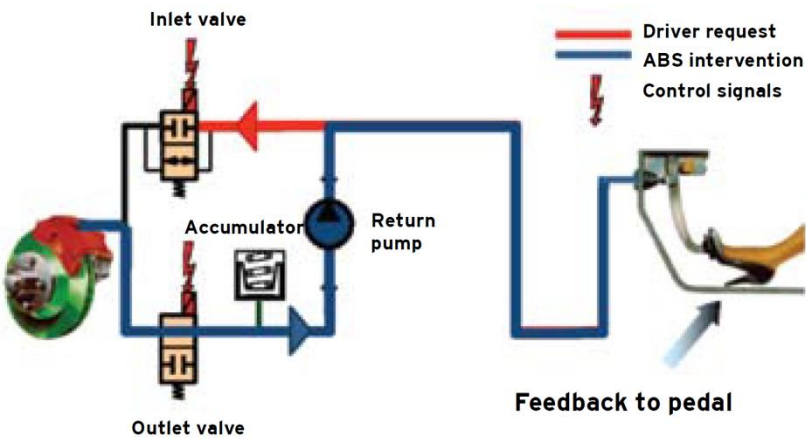 Inlet valve
Driver request
ABS intervention
Control signals
Accumulator
Return
pump
Feedback to pedal
Outlet valve